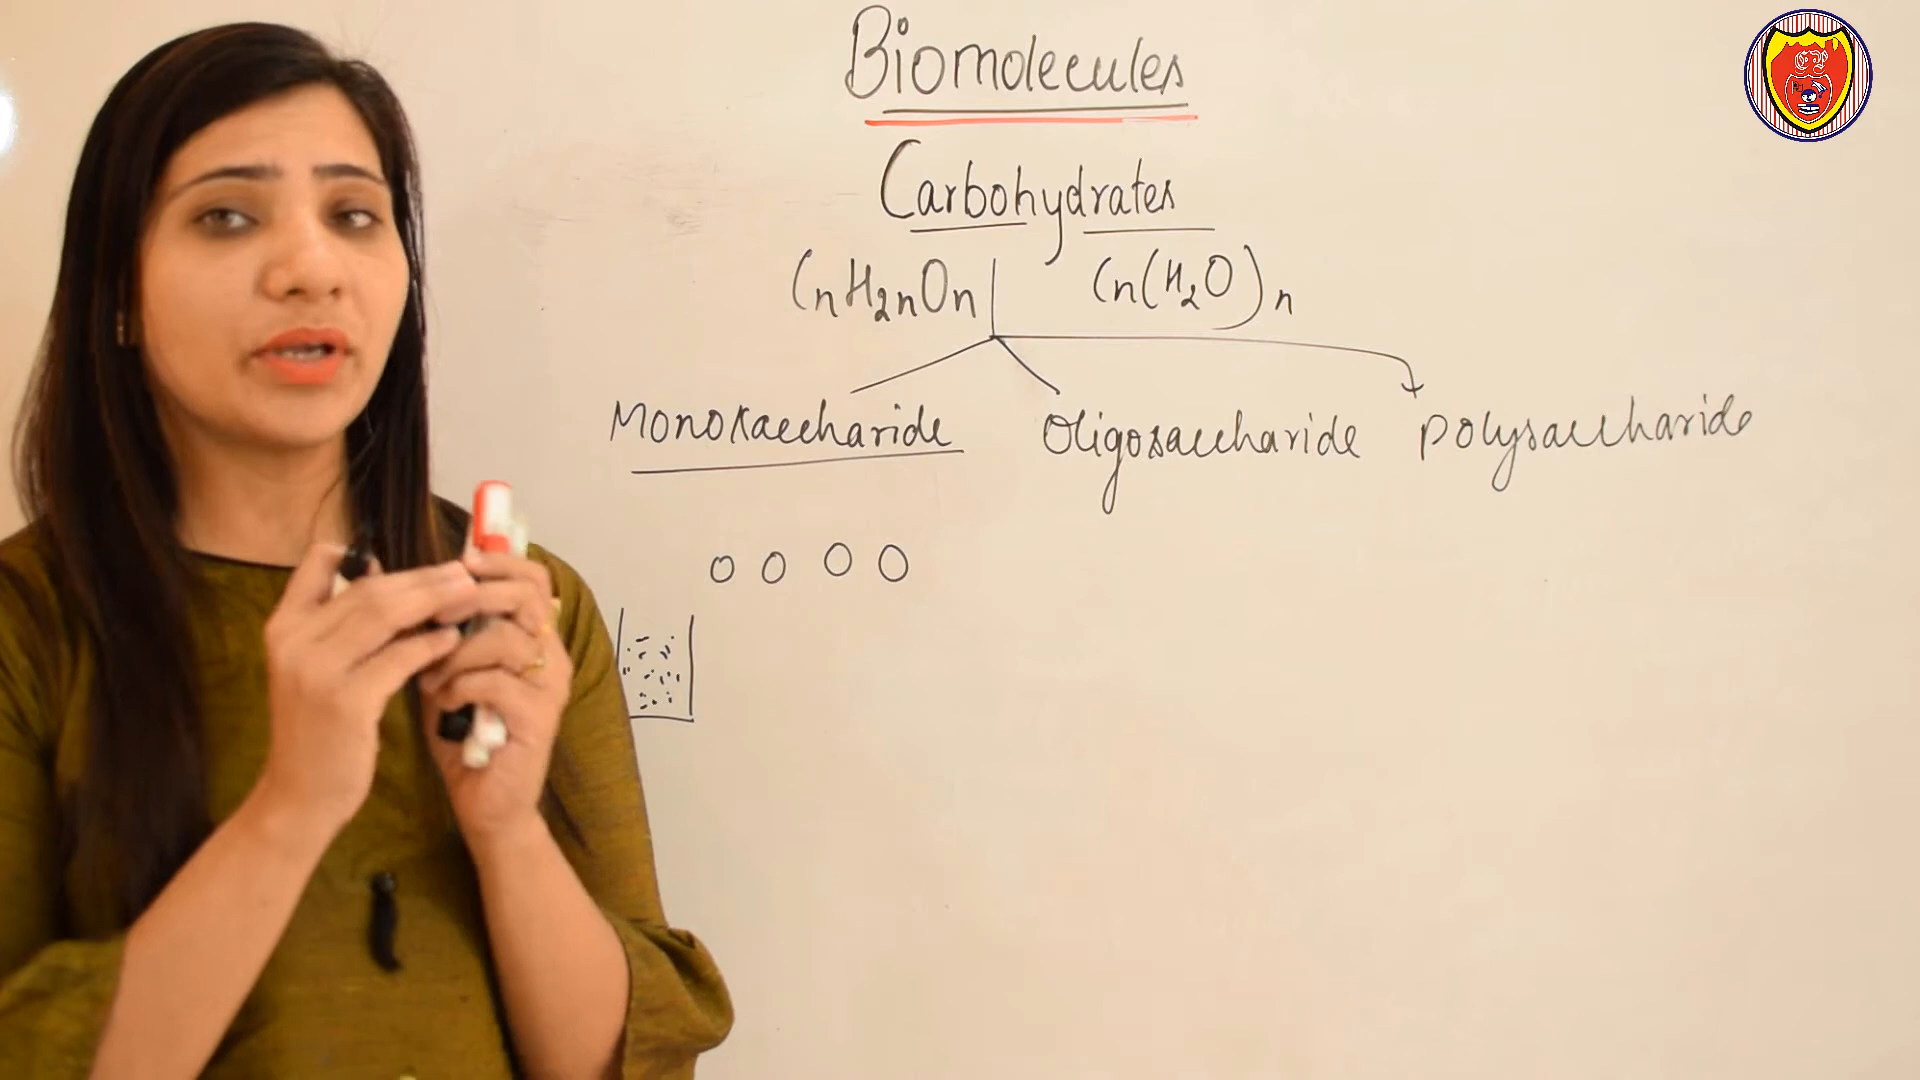 Biomolecules
Carbohydrates
CnH2nOn Cn(H2O)n
Monosaccharide Oligosaccharide Polysaccharide